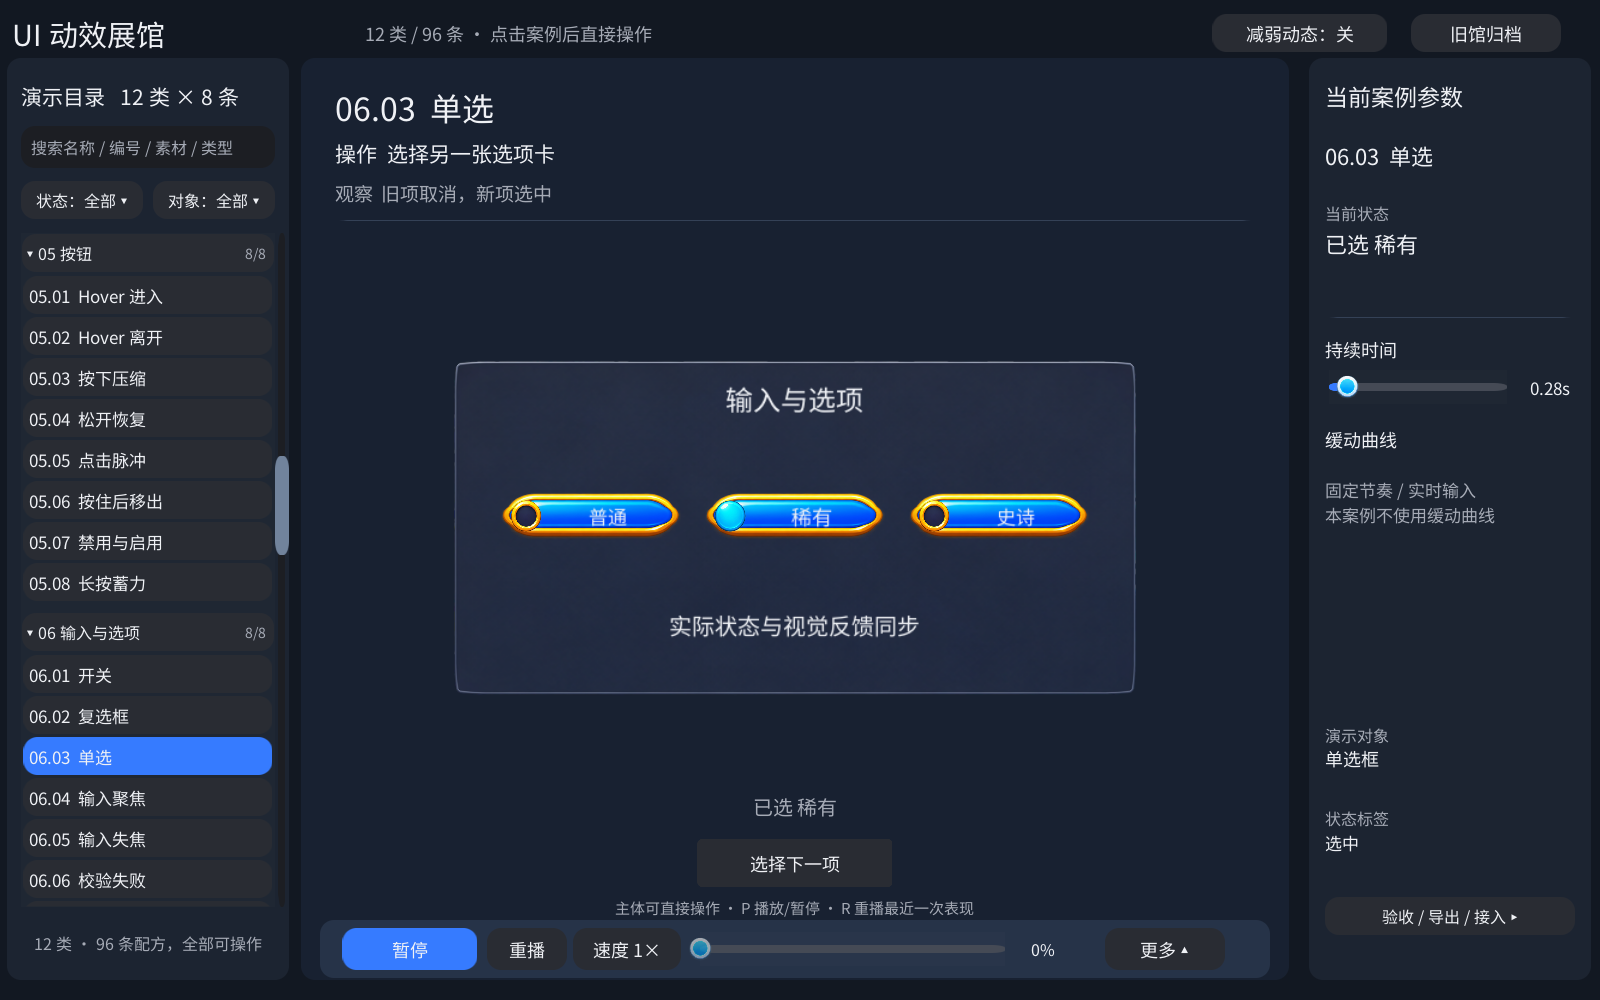 UI 动效展馆
12 类 / 96 条 · 点击案例后直接操作
减弱动态：关
旧馆归档
演示目录 12 类 × 8 条
搜索名称 / 编号 / 素材 / 类型
状态：全部 ▾
对象：全部 ▾
▾ 05 按钮 8/8
05.01 Hover 进入
05.02 Hover 离开
05.03 按下压缩
05.04 松开恢复
05.05 点击脉冲
05.06 按住后移出
05.07 禁用与启用
05.08 长按蓄力
▾ 06 输入与选项 8/8
06.01 开关
06.02 复选框
06.03 单选
06.04 输入聚焦
06.05 输入失焦
06.06 校验失败
12 类 · 96 条配方，全部可操作
06.03 单选
操作 选择另一张选项卡
观察 旧项取消，新项选中
输入与选项
普通
稀有
史诗
实际状态与视觉反馈同步
已选 稀有
选择下一项
主体可直接操作 · P 播放/暂停 · R 重播最近一次表现
暂停
重播
速度 1×
0%
更多 ▴
当前案例参数
06.03 单选
当前状态
已选 稀有
持续时间
0.28s
缓动曲线
固定节奏 / 实时输入
本案例不使用缓动曲线
演示对象
单选框
状态标签
选中
验收 / 导出 / 接入 ▸